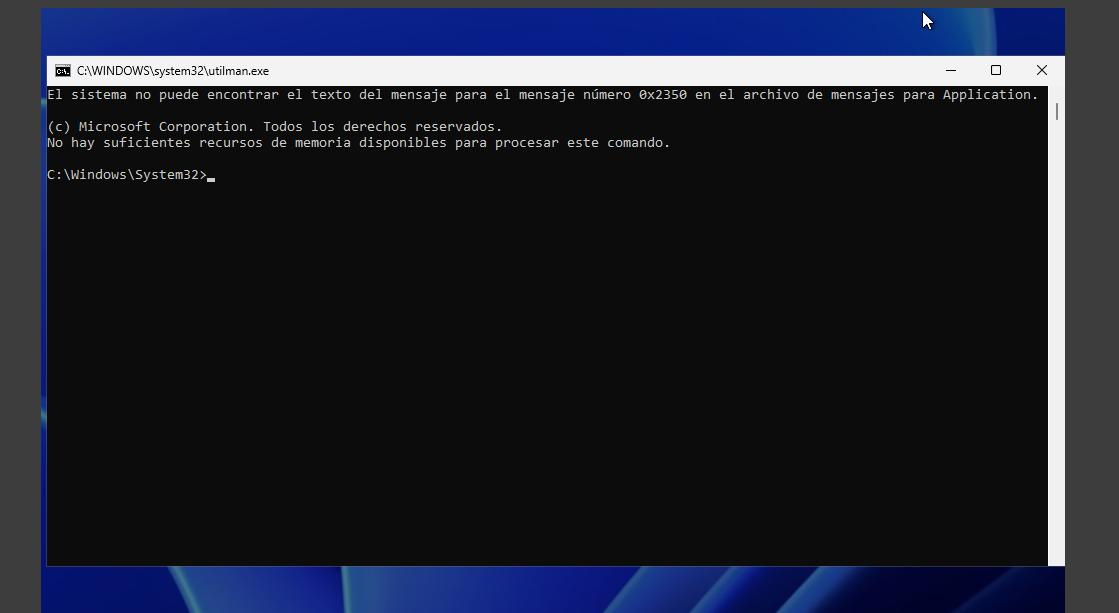 C:\WINDOWS\system32\utilman.exe
El sistema no puede encontrar el texto del mensaje para el mensaje número 0x2350 en el archivo de mensajes para Application.
(c) Microsoft Corporation. Todos los derechos reservados.
No hay suficientes recursos de memoria disponibles para procesar este comando.
C:\Windows\System32>